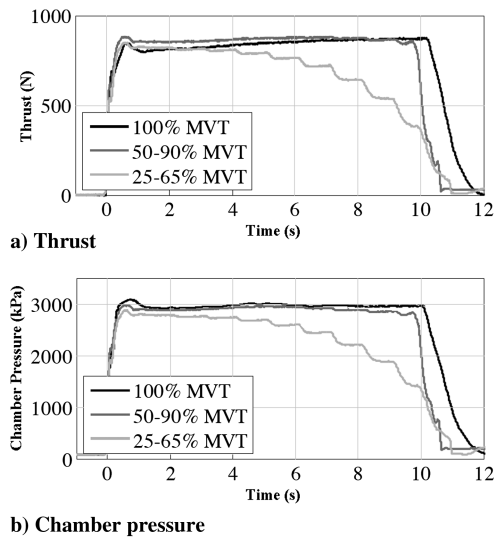 1000
500
0
Thrust (N)
100% MVT
50-90% MVT
25-65% MVT
0 2 4 6 8 10 12
Time (s)
a) Thrust
3000
2000
1000
0
Chamber Pressure (kPa)
100% MVT
50-90% MVT
25-65% MVT
0 2 4 6 8 10 12
Time (s)
b) Chamber pressure